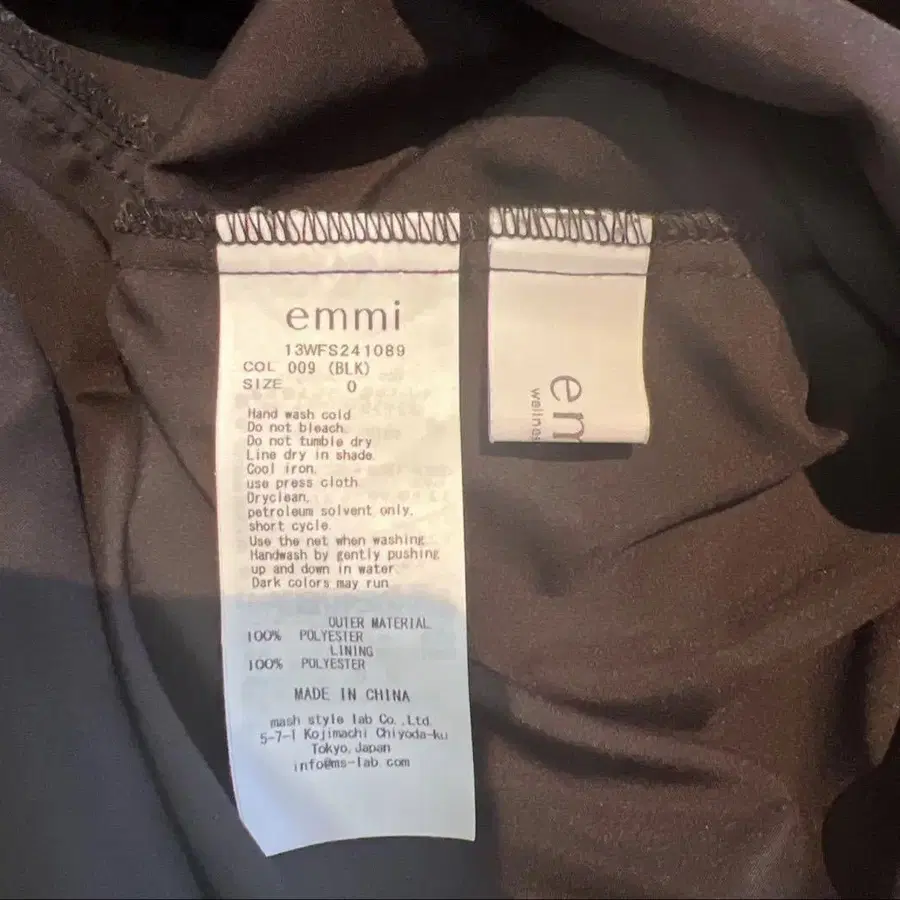 emmi
13WFS241089
COL 009 (BLK)
SIZE 0
Hand wash cold
Do not bleach.
Do not tumble dry
Line dry in shade.
Cool iron.
use press cloth
Dryclean.
petroleum solvent only.
short cycle.
Use the net when washing
Handwash by gently pushing
up and down in water
Dark colors may run
OUTER MATERIAL
100% POLYESTER
LINING
100% POLYESTER
MADE IN CHINA
mash style lab Co.,Ltd.
5-7-1 Kojimachi Chiyoda-ku
Tokyo,Japan
info@ms-lab.com
em
wellnes